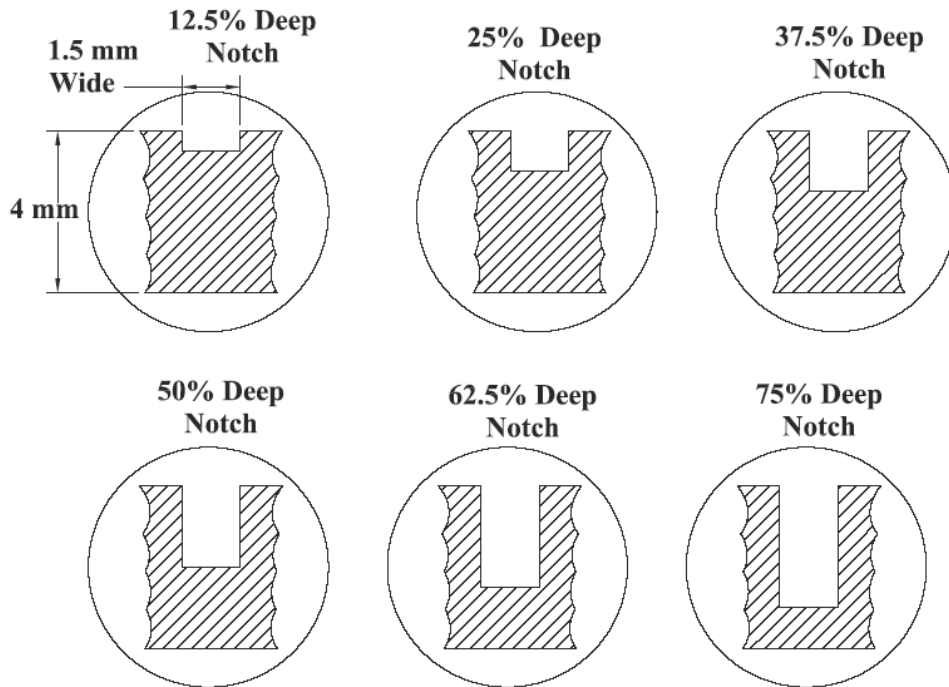 12.5% Deep
Notch
1.5 mm
Wide
25% Deep
Notch
37.5% Deep
Notch
4 mm
50% Deep
Notch
62.5% Deep
Notch
75% Deep
Notch